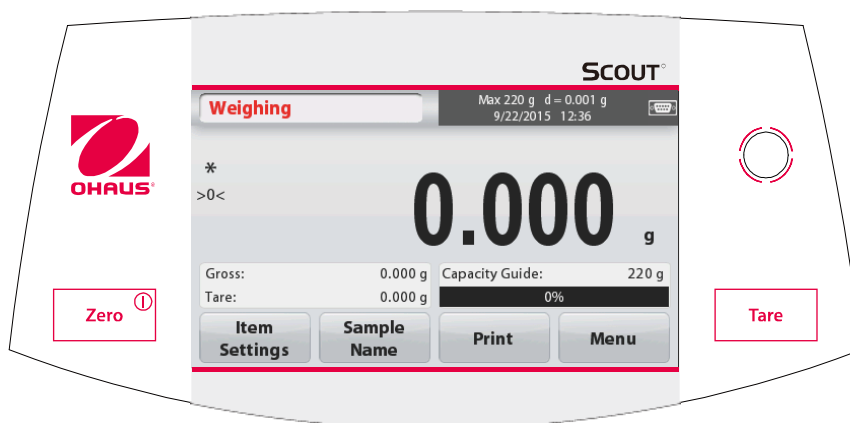 SCOUT
Weighing
Max 220 g d = 0.001 g
9/22/2015 12:36
*
>0<
0.000 g
OHAUS
Gross: 0.000 g
Tare: 0.000 g
Capacity Guide: 220 g
0%
Zero
Item
Settings
Sample
Name
Print
Menu
Tare